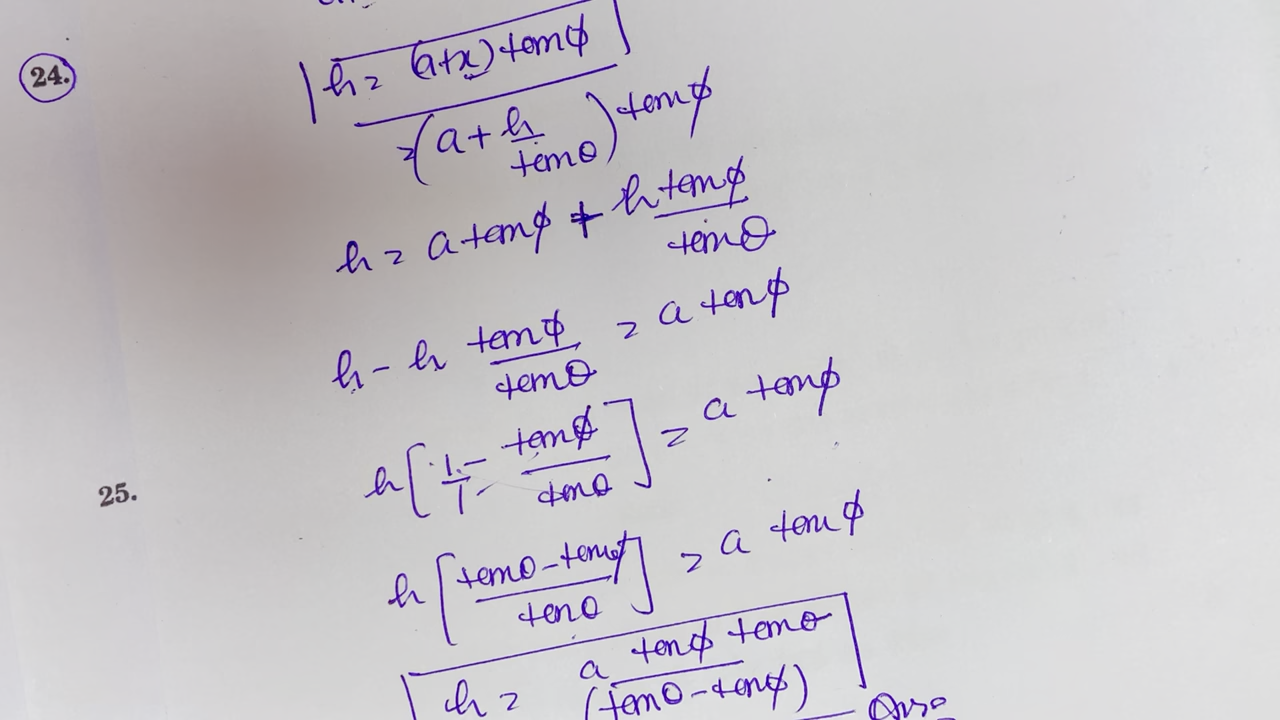 24.
h = (a+x) tanφ
= (a + h/tanθ) tanφ
h = a tanφ + h tanφ/tanθ
h - h tanφ/tanθ = a tanφ
h [1/1 - tanφ/tanθ] = a tanφ
25.
h [(tanθ - tanφ)/tanθ] = a tanφ
h = a tanφ tanθ/(tanθ - tanφ)